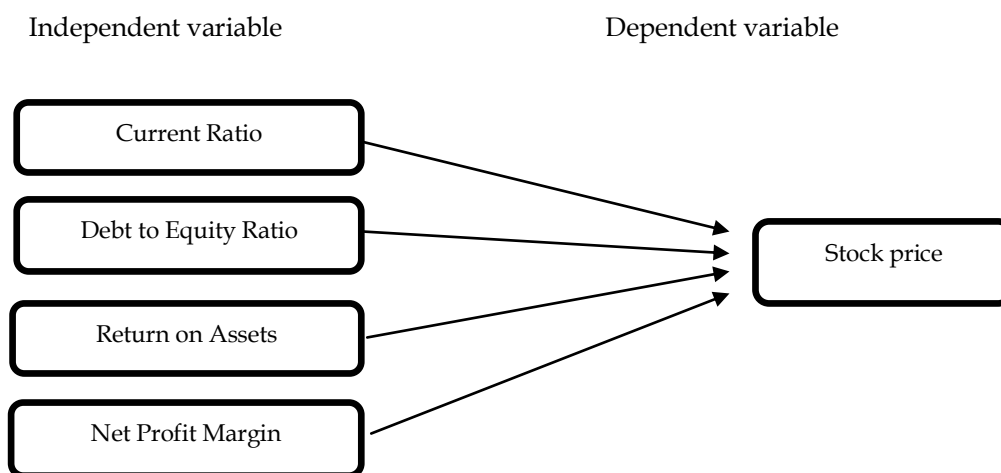 Independent variable
Dependent variable
Current Ratio
Debt to Equity Ratio
Stock price
Return on Assets
Net Profit Margin